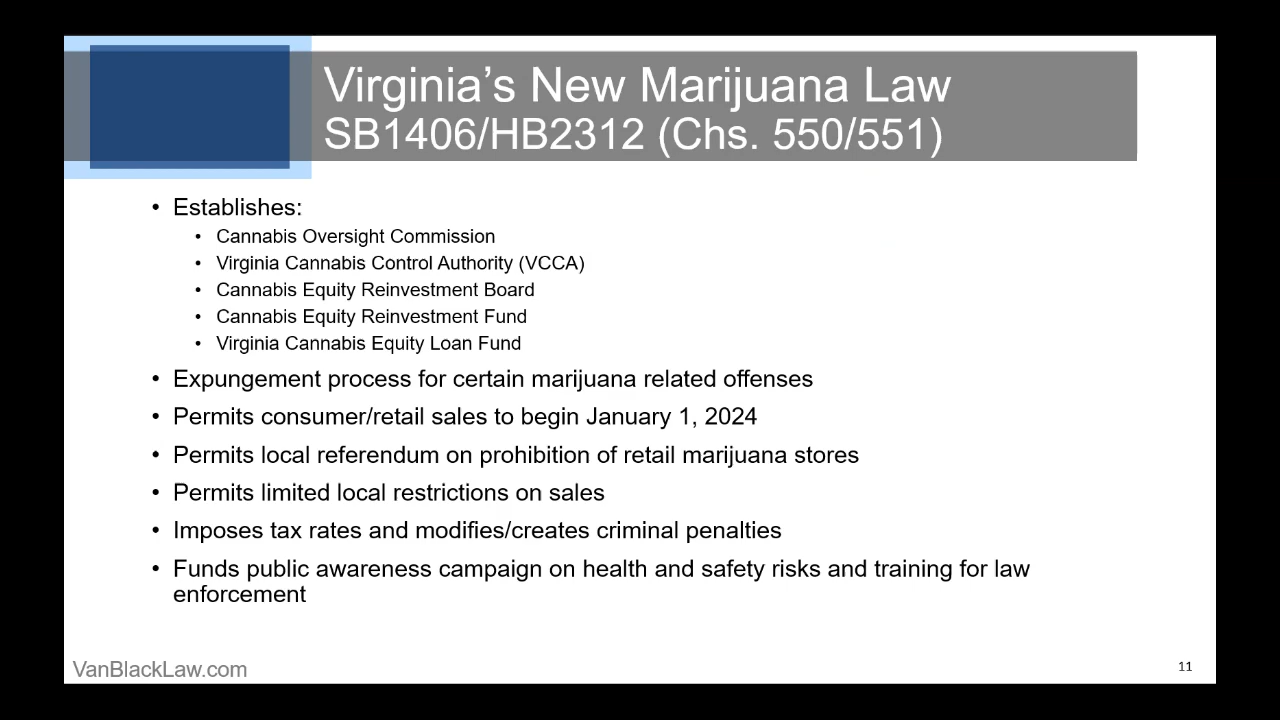 Virginia’s New Marijuana Law
SB1406/HB2312 (Chs. 550/551)
• Establishes:
• Cannabis Oversight Commission
• Virginia Cannabis Control Authority (VCCA)
• Cannabis Equity Reinvestment Board
• Cannabis Equity Reinvestment Fund
• Virginia Cannabis Equity Loan Fund
• Expungement process for certain marijuana related offenses
• Permits consumer/retail sales to begin January 1, 2024
• Permits local referendum on prohibition of retail marijuana stores
• Permits limited local restrictions on sales
• Imposes tax rates and modifies/creates criminal penalties
• Funds public awareness campaign on health and safety risks and training for law
enforcement
VanBlackLaw.com
11